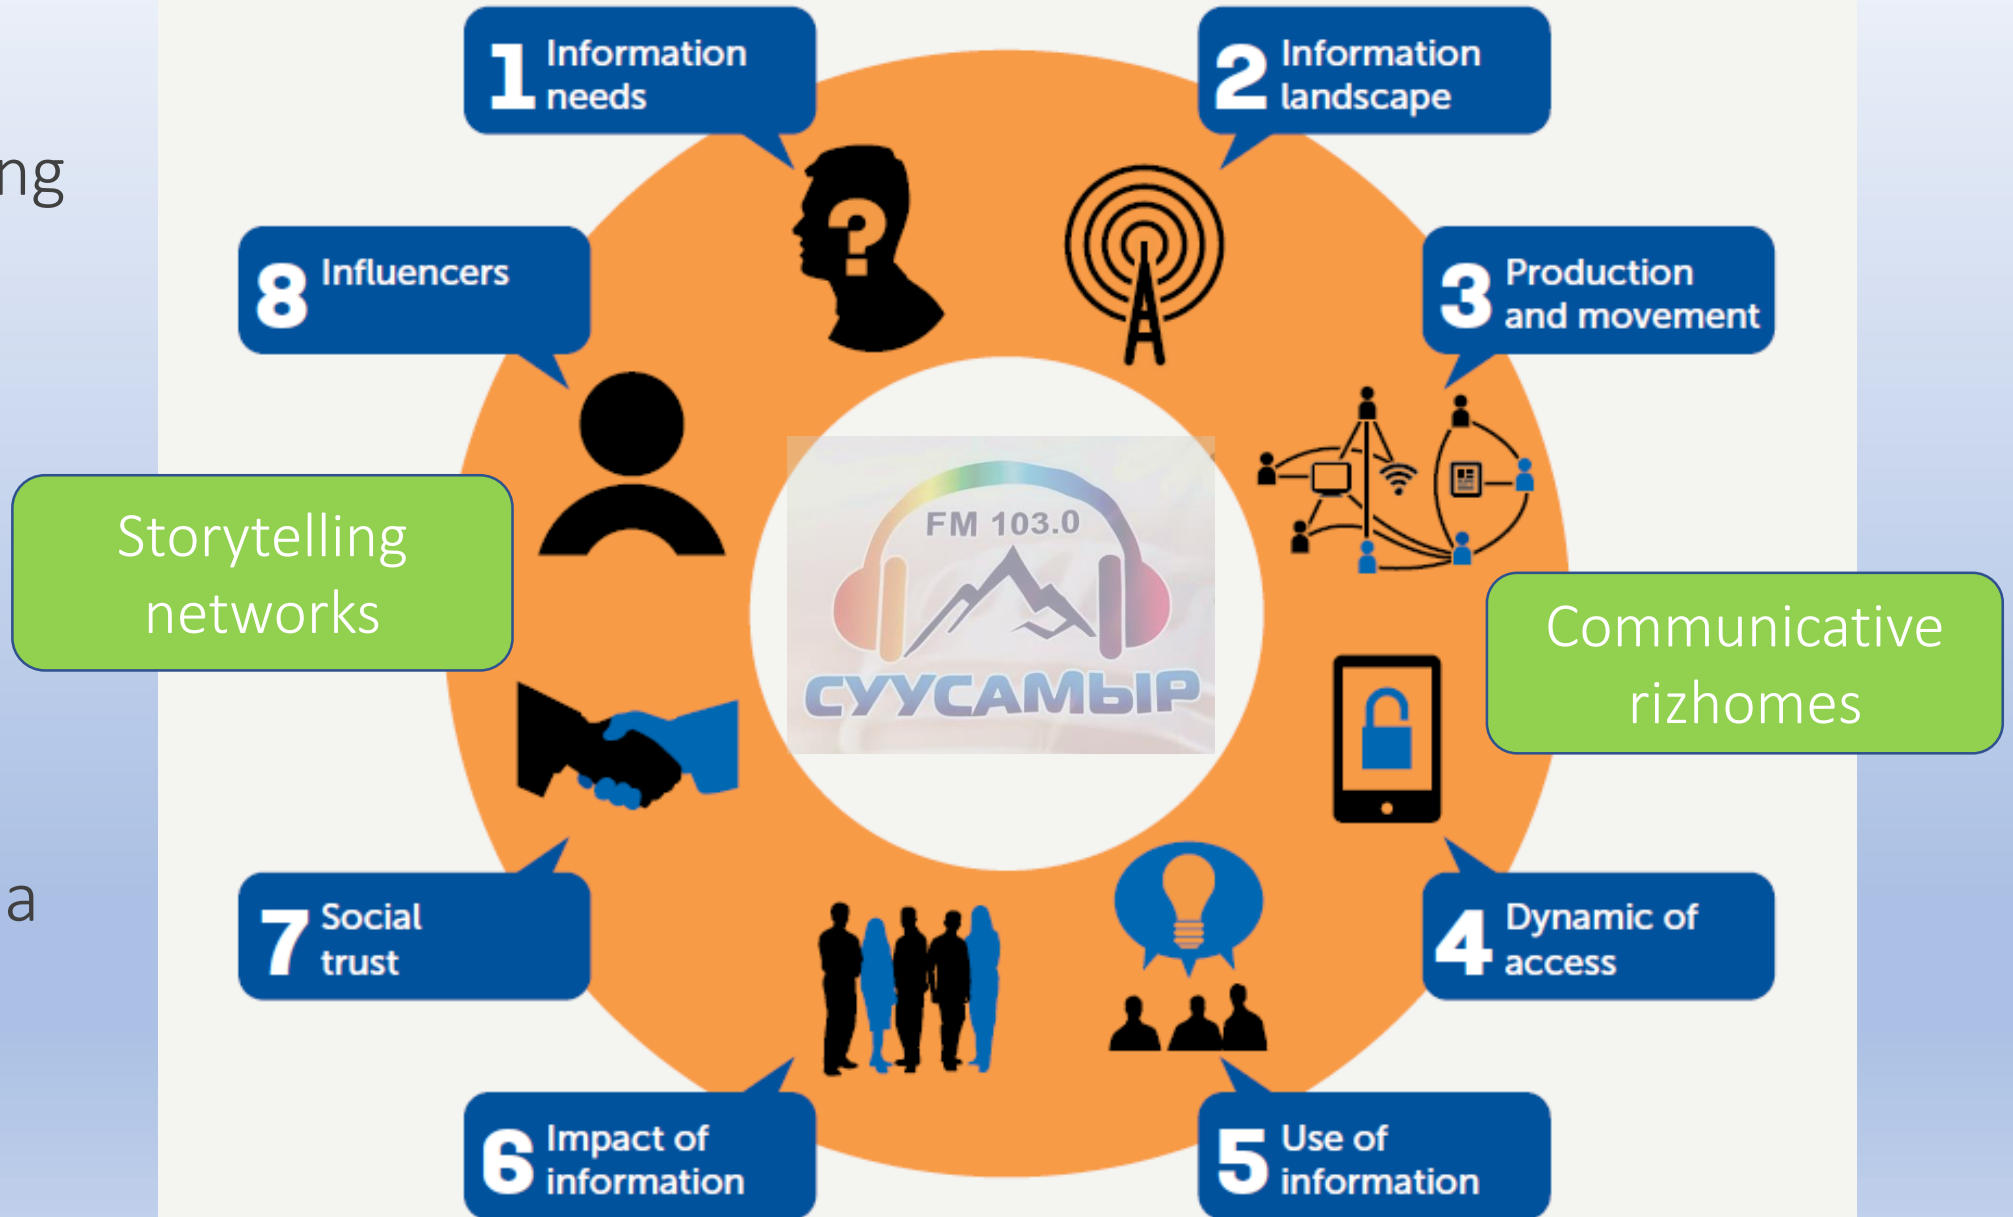 1 Information
needs
2 Information
landscape
ng
8 Influencers
3 Production
and movement
Storytelling
networks
FM 103.0
СУУСАМЫР
Communicative
rizhomes
a
7 Social
trust
4 Dynamic of
access
6 Impact of
information
5 Use of
information